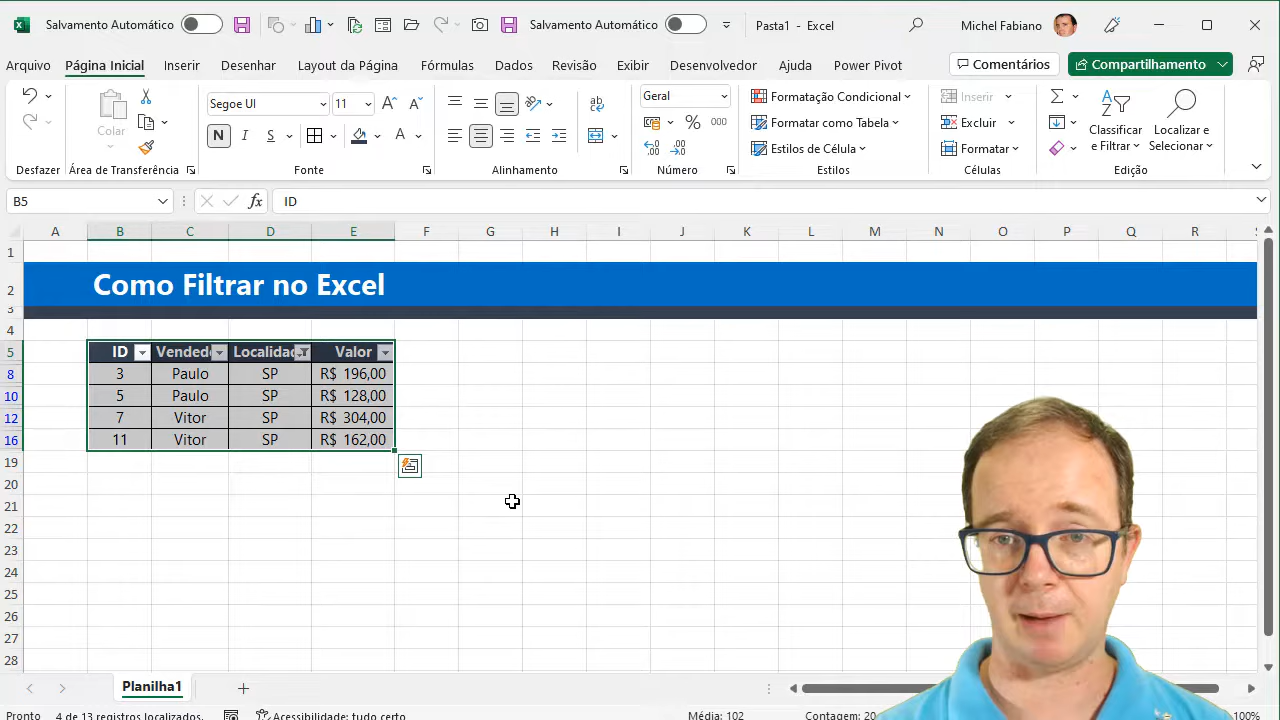 Salvamento Automático
Salvamento Automático
Pasta1 - Excel
Michel Fabiano
Arquivo
Página Inicial
Inserir
Desenhar
Layout da Página
Fórmulas
Dados
Revisão
Exibir
Desenvolvedor
Ajuda
Power Pivot
Comentários
Compartilhamento
Colar
Segoe UI
11
N I S
Geral
% 000
Formatação Condicional
Formatar como Tabela
Estilos de Célula
Inserir
Excluir
Formatar
Classificar e Filtrar
Localizar e Selecionar
Desfazer
Área de Transferência
Fonte
Alinhamento
Número
Estilos
Células
Edição
B5
fx
ID
A B C D E F G H I J K L M N O P Q R
1
2 Como Filtrar no Excel
3
4
5 ID Vended Localidad Valor
8 3 Paulo SP R$ 196,00
10 5 Paulo SP R$ 128,00
12 7 Vitor SP R$ 304,00
16 11 Vitor SP R$ 162,00
19
20
21
22
23
24
25
26
27
28
Planilha1
Pronto
4 de 13 registros localizados.
Acessibilidade: tudo certo
Média: 102
Contagem: 20
100%